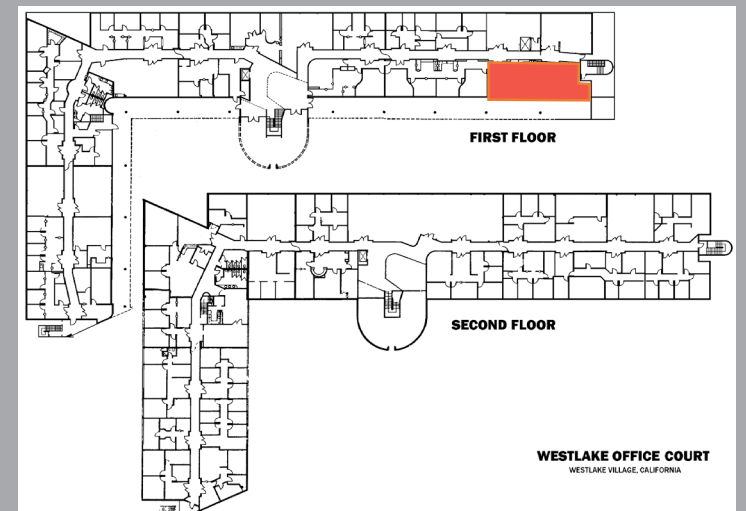 FIRST FLOOR
SECOND FLOOR
WESTLAKE OFFICE COURT
WESTLAKE VILLAGE, CALIFORNIA